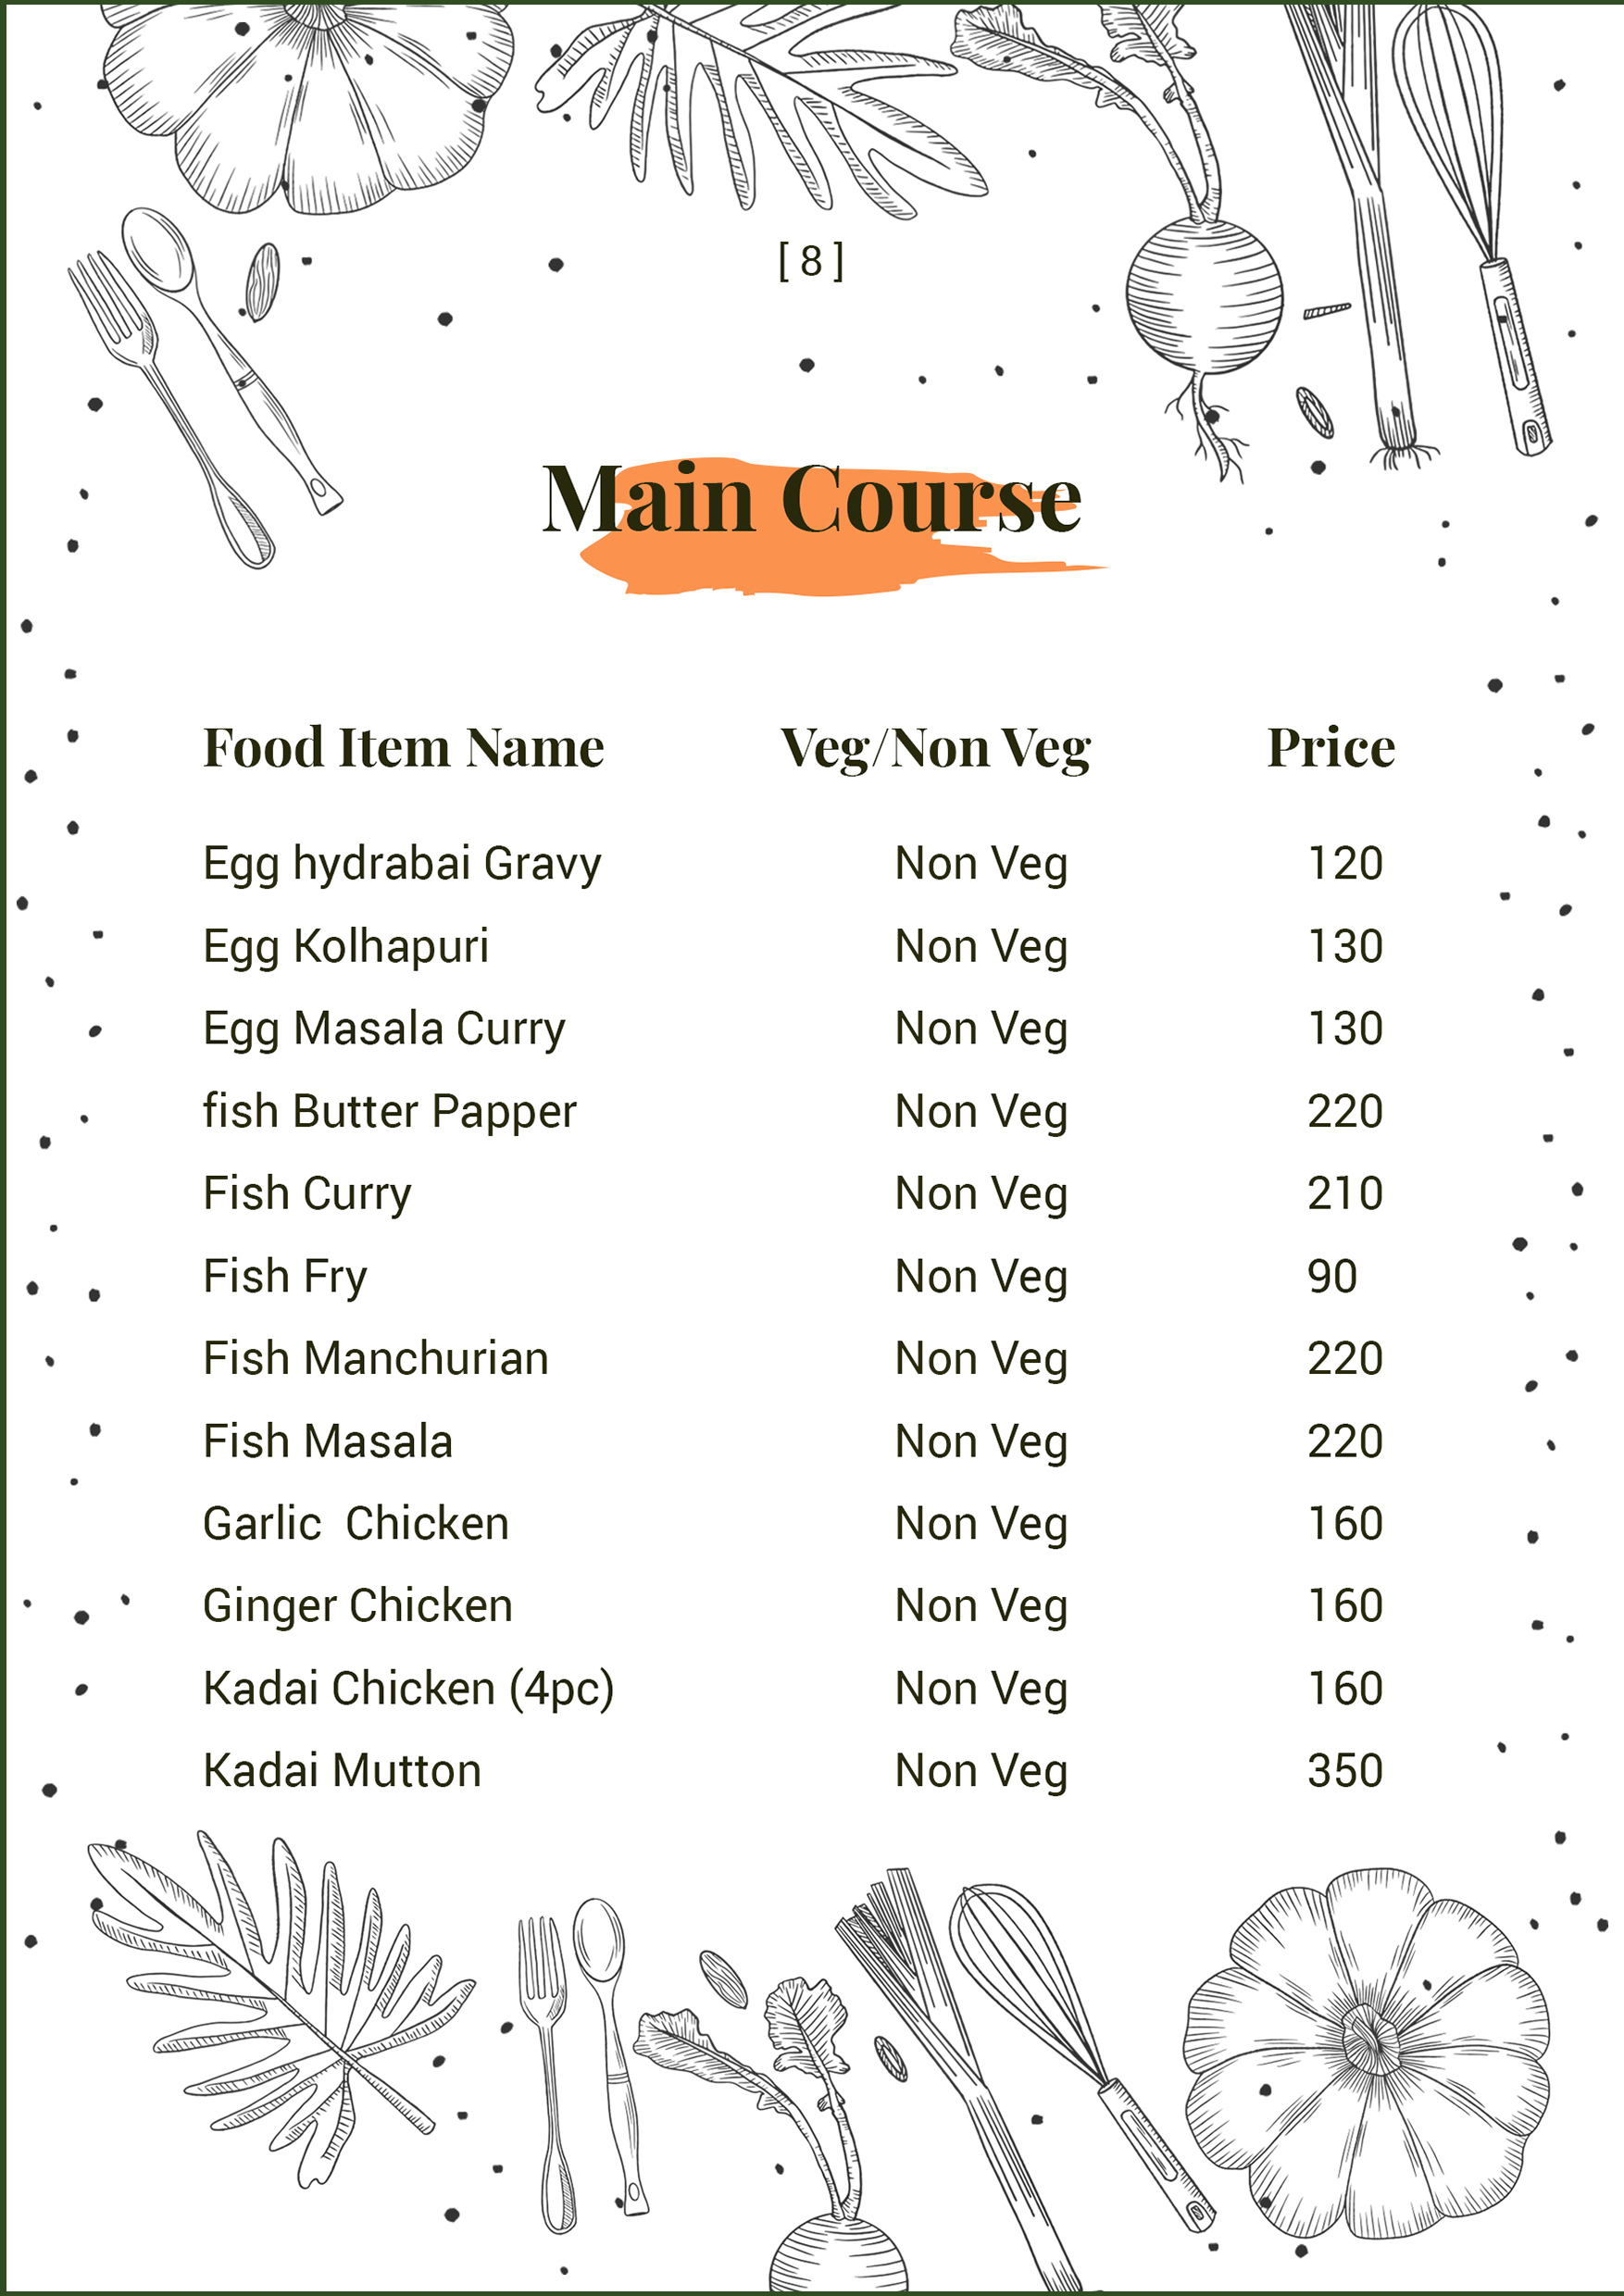 [ 8 ]
Main Course
Food Item Name Veg/Non Veg Price
Egg hydrabai Gravy Non Veg 120
Egg Kolhapuri Non Veg 130
Egg Masala Curry Non Veg 130
fish Butter Papper Non Veg 220
Fish Curry Non Veg 210
Fish Fry Non Veg 90
Fish Manchurian Non Veg 220
Fish Masala Non Veg 220
Garlic  Chicken Non Veg 160
Ginger Chicken Non Veg 160
Kadai Chicken (4pc) Non Veg 160
Kadai Mutton Non Veg 350